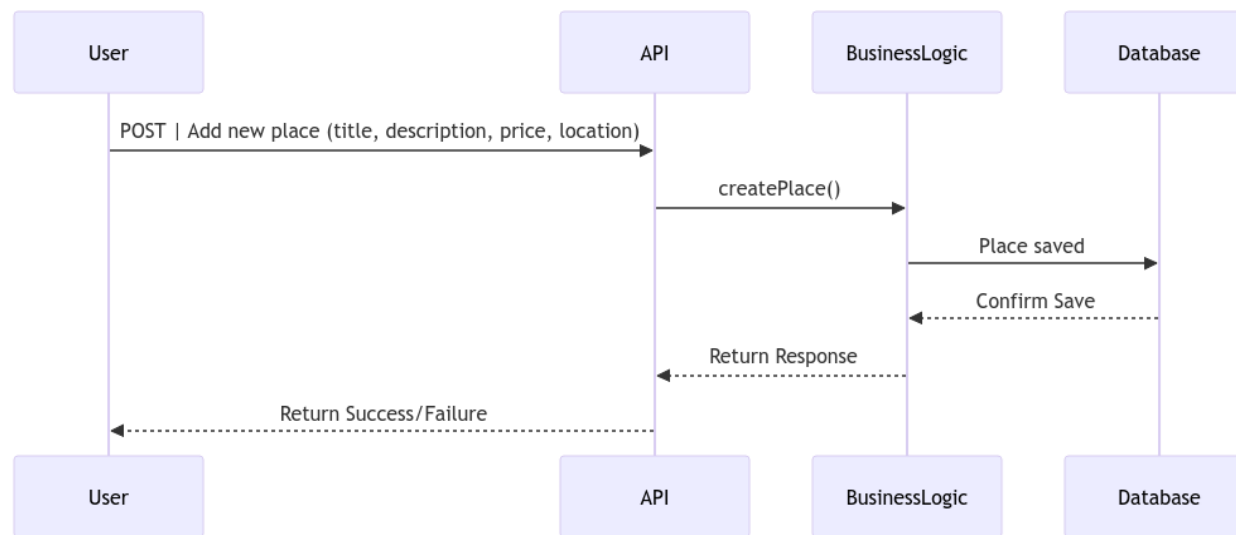 User
API
BusinessLogic
Database
POST | Add new place (title, description, price, location)
createPlace()
Place saved
Confirm Save
Return Response
Return Success/Failure
User
API
BusinessLogic
Database